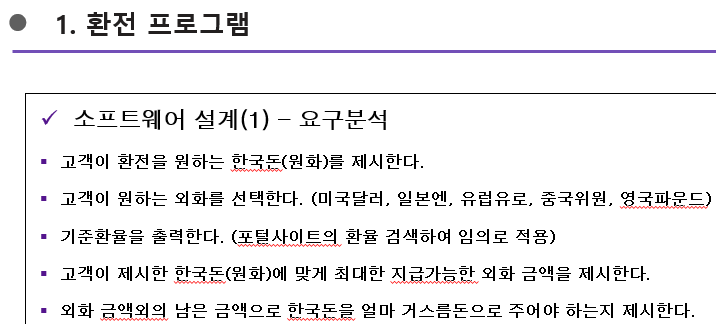 1. 환전 프로그램
소프트웨어 설계(1) – 요구분석
고객이 환전을 원하는 한국돈(원화)를 제시한다.
고객이 원하는 외화를 선택한다. (미국달러, 일본엔, 유럽유로, 중국위원, 영국파운드)
기준환율을 출력한다. (포털사이트의 환율 검색하여 임의로 적용)
고객이 제시한 한국돈(원화)에 맞게 최대한 지급가능한 외화 금액을 제시한다.
외화 금액외의 남은 금액으로 한국돈을 얼마 거스름돈으로 주어야 하는지 제시한다.